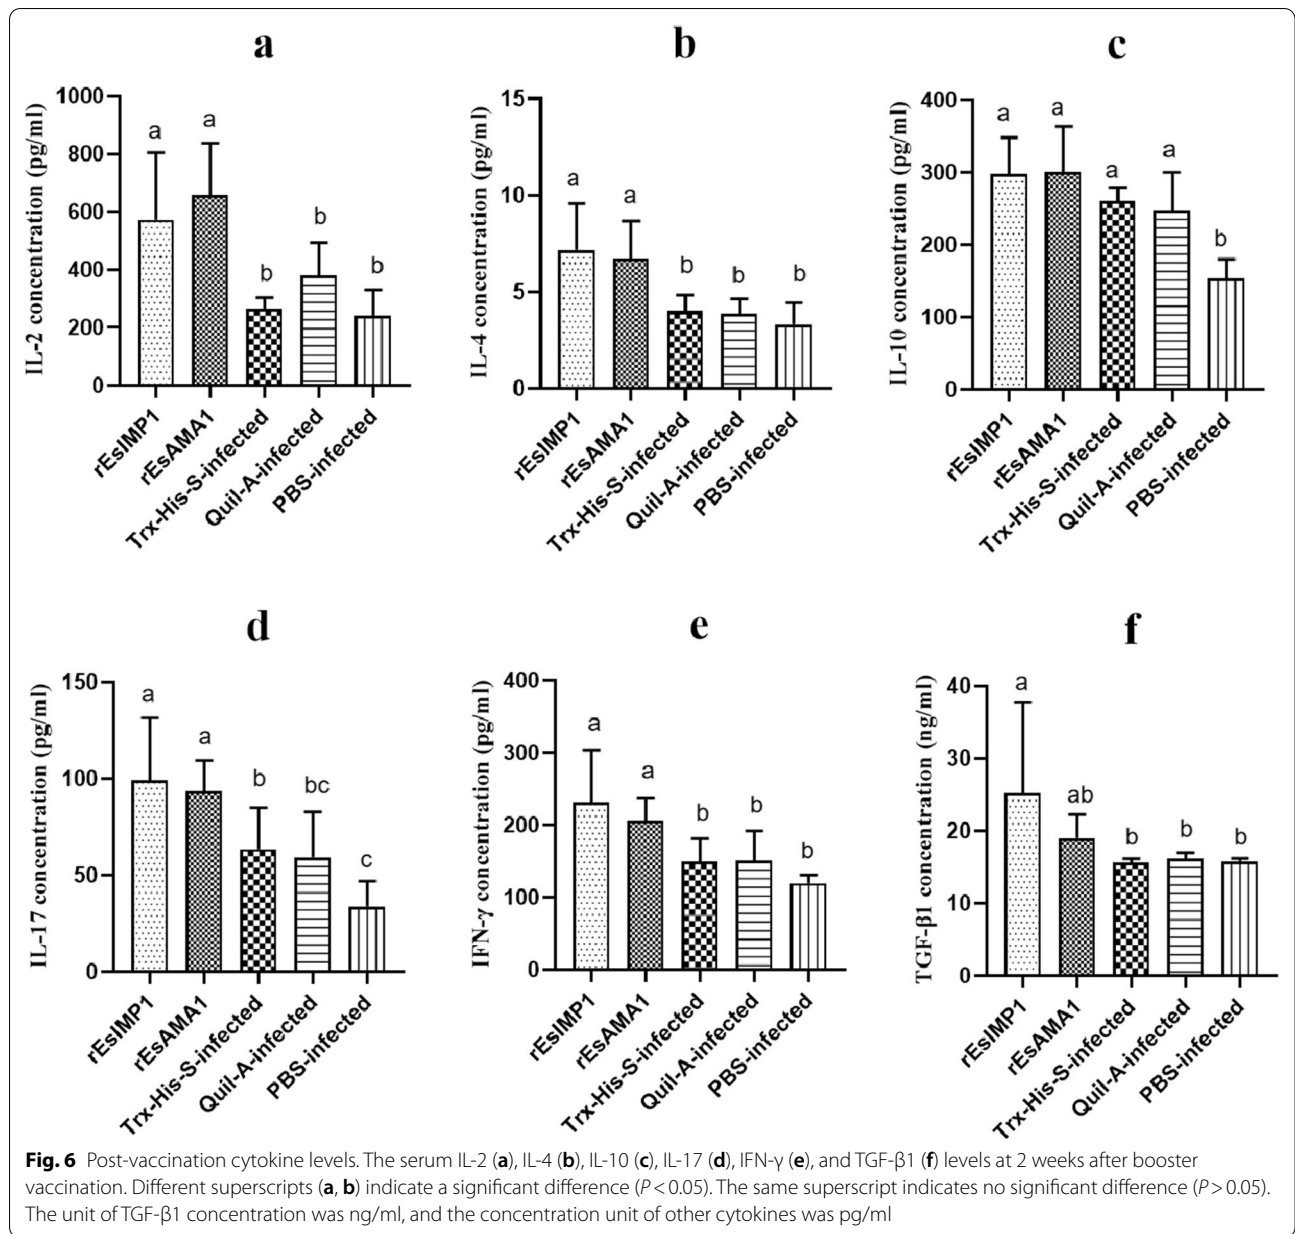 a
b
c
IL-2 concentration (pg/ml)
1000
800
600
400
200
0
a
a
b
b
b
rEsIMP1
rEsAMA1
Trx-His-S-infected
Quil-A-infected
PBS-infected
IL-4 concentration (pg/ml)
15
10
5
0
a
a
b
b
b
rEsIMP1
rEsAMA1
Trx-His-S-infected
Quil-A-infected
PBS-infected
IL-10 concentration (pg/ml)
400
300
200
100
0
a
a
a
a
b
rEsIMP1
rEsAMA1
Trx-His-S-infected
Quil-A-infected
PBS-infected
d
e
f
IL-17 concentration (pg/ml)
150
100
50
0
a
a
b
bc
c
rEsIMP1
rEsAMA1
Trx-His-S-infected
Quil-A-infected
PBS-infected
IFN-γ concentration (pg/ml)
400
300
200
100
0
a
a
b
b
b
rEsIMP1
rEsAMA1
Trx-His-S-infected
Quil-A-infected
PBS-infected
TGF-β1 concentration (ng/ml)
40
30
20
10
0
a
ab
b
b
b
rEsIMP1
rEsAMA1
Trx-His-S-infected
Quil-A-infected
PBS-infected
Fig. 6 Post-vaccination cytokine levels. The serum IL-2 (a), IL-4 (b), IL-10 (c), IL-17 (d), IFN-γ (e), and TGF-β1 (f) levels at 2 weeks after booster
vaccination. Different superscripts (a, b) indicate a significant difference (P < 0.05). The same superscript indicates no significant difference (P > 0.05).
The unit of TGF-β1 concentration was ng/ml, and the concentration unit of other cytokines was pg/ml